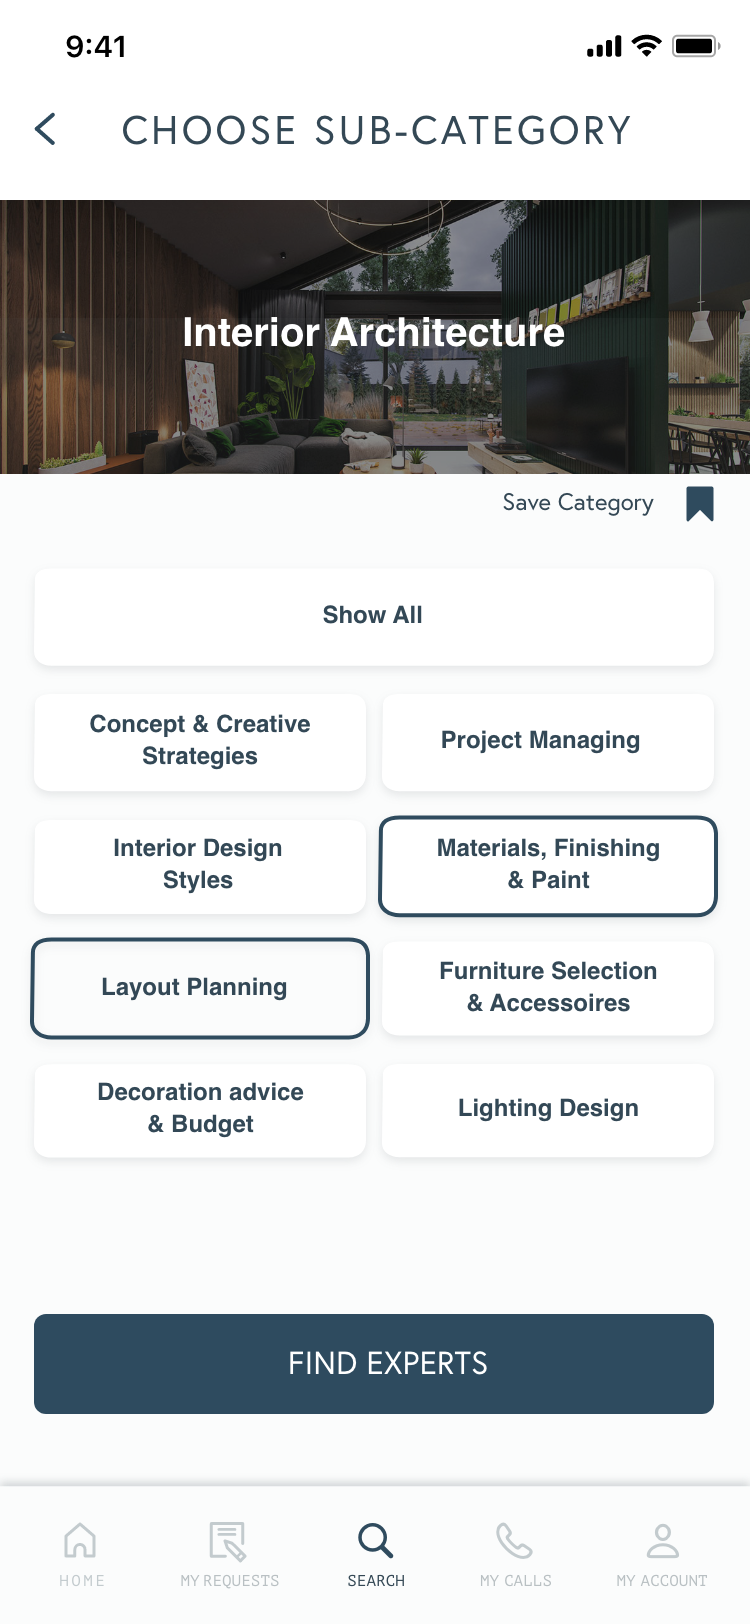 9:41
CHOOSE SUB-CATEGORY
Interior Architecture
Save Category
Show All
Concept & Creative
Strategies
Project Managing
Interior Design
Styles
Materials, Finishing
& Paint
Layout Planning
Furniture Selection
& Accessoires
Decoration advice
& Budget
Lighting Design
FIND EXPERTS
HOME
MY REQUESTS
SEARCH
MY CALLS
MY ACCOUNT